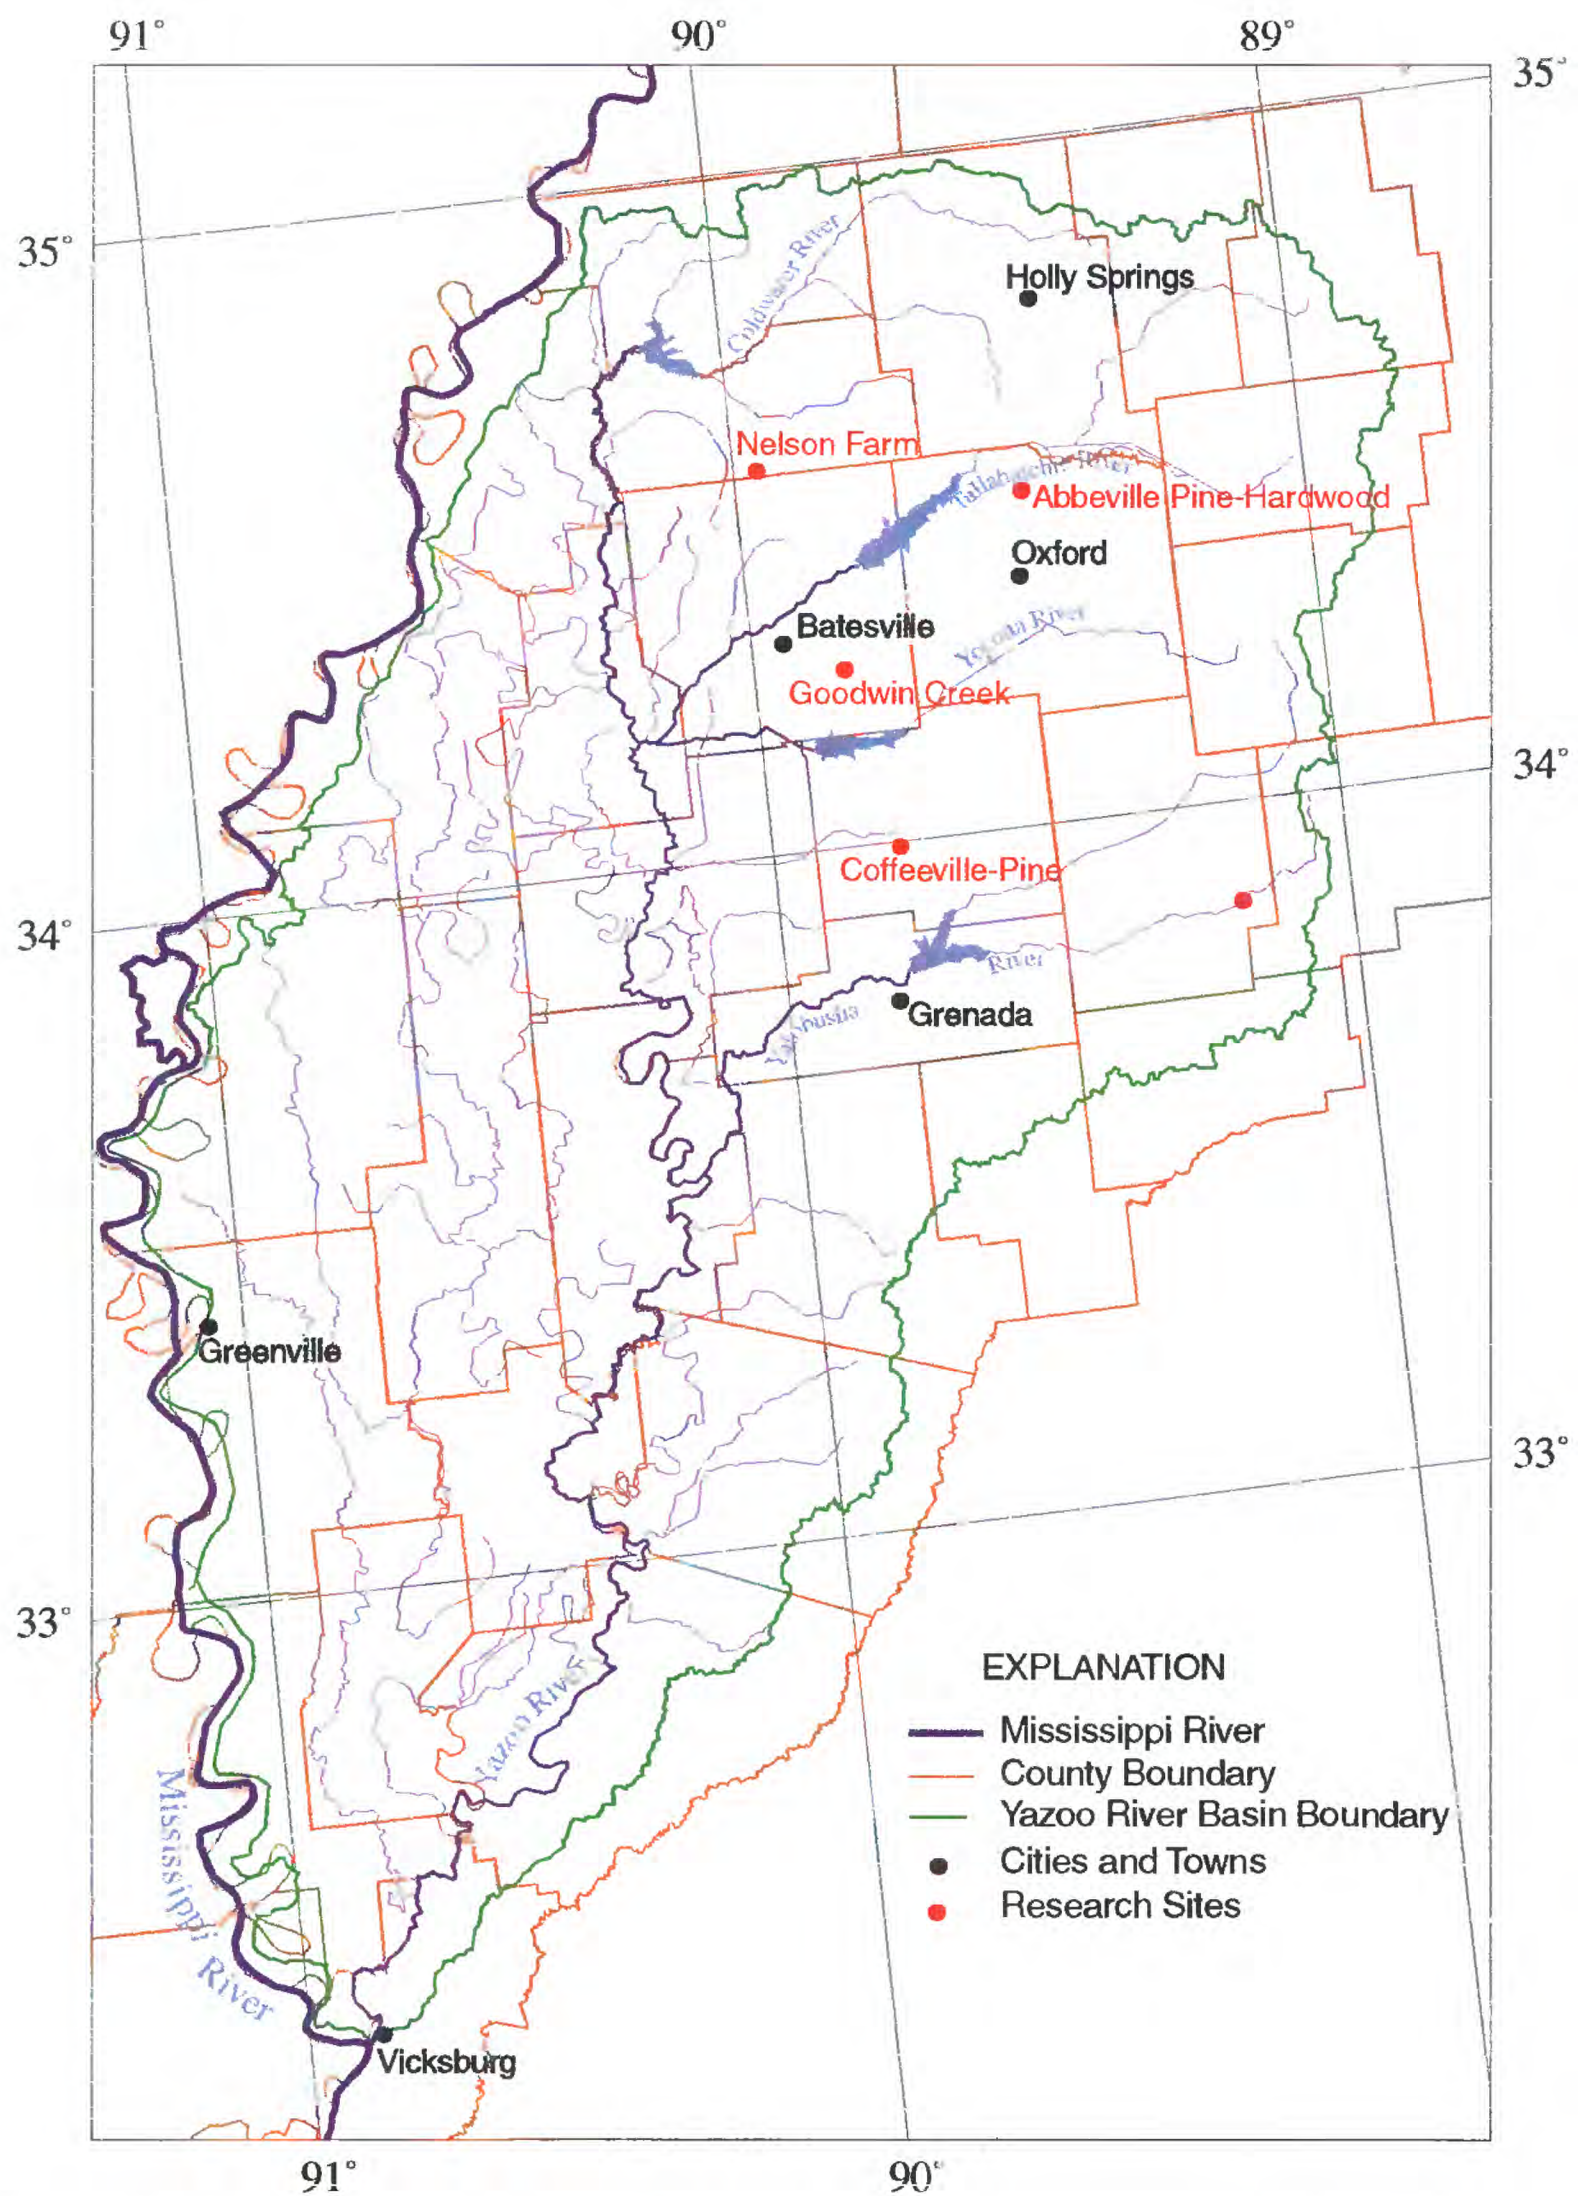 91°
90°
89°
35°
35°
Holly Springs
Coldwater River
Nelson Farm
Tallahatchie River
Abbeville Pine-Hardwood
Oxford
Batesville
Yocona River
Goodwin Creek
34°
Coffeeville-Pine
34°
River
Grenada
Greenville
33°
33°
EXPLANATION
Yazoo River
Mississippi River
County Boundary
Yazoo River Basin Boundary
Cities and Towns
Research Sites
Mississippi River
Vicksburg
91°
90°